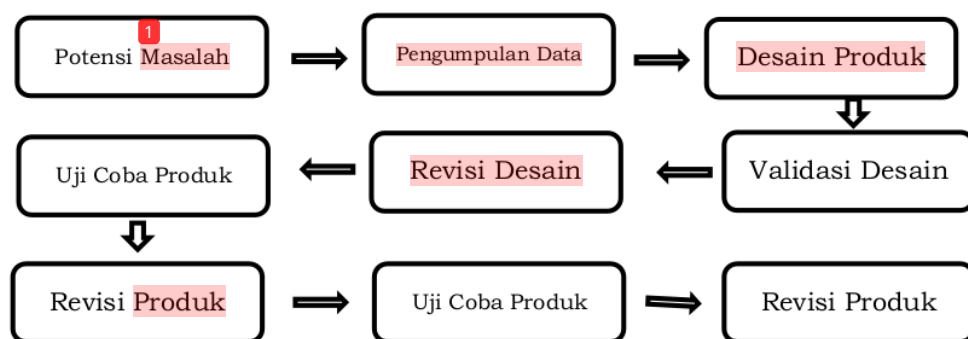 1
Potensi Masalah
Pengumpulan Data
Desain Produk
Validasi Desain
Revisi Desain
Uji Coba Produk
Revisi Produk
Uji Coba Produk
Revisi Produk